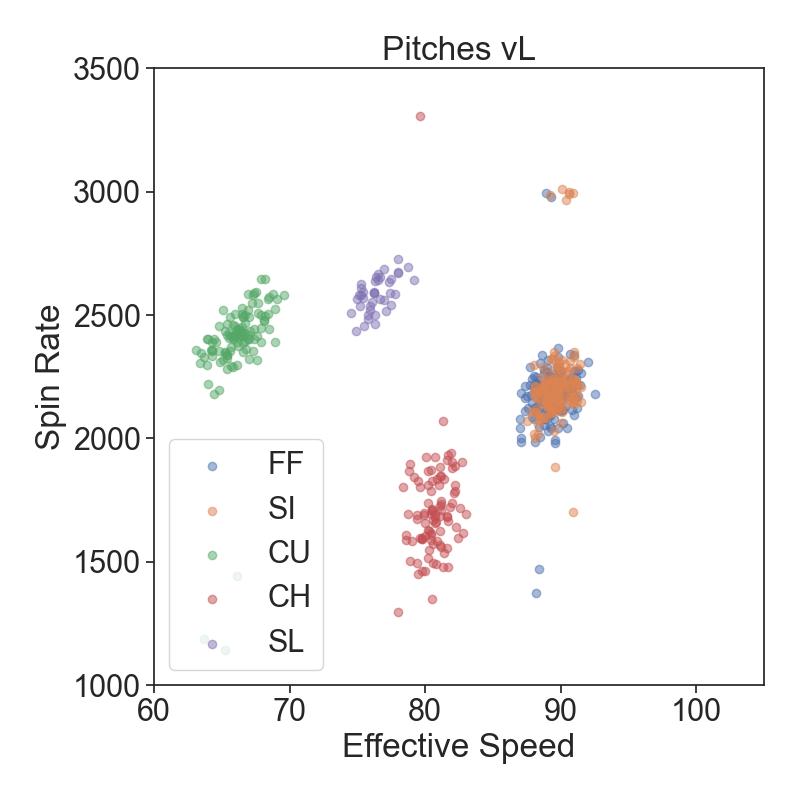 Pitches vL
3500
3000
2500
2000
1500
1000
Spin Rate
FF
SI
CU
CH
SL
60 70 80 90 100
Effective Speed